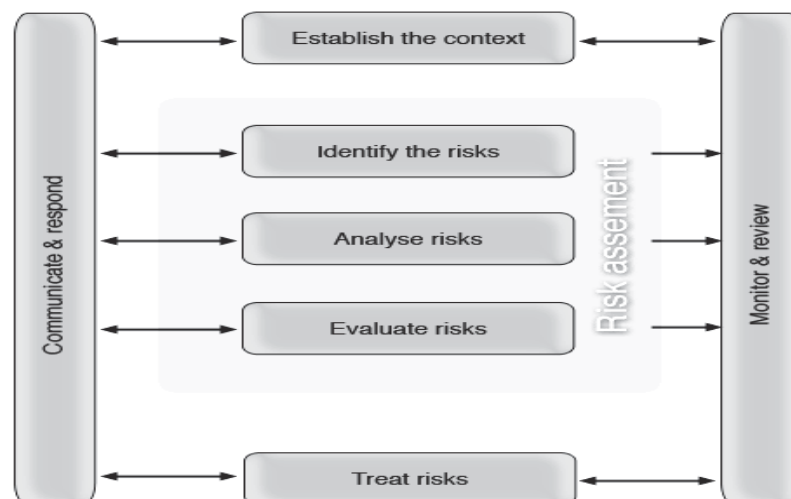 Establish the context
Identify the risks
Analyse risks
Evaluate risks
Treat risks
Communicate & respond
Risk assement
Monitor & review